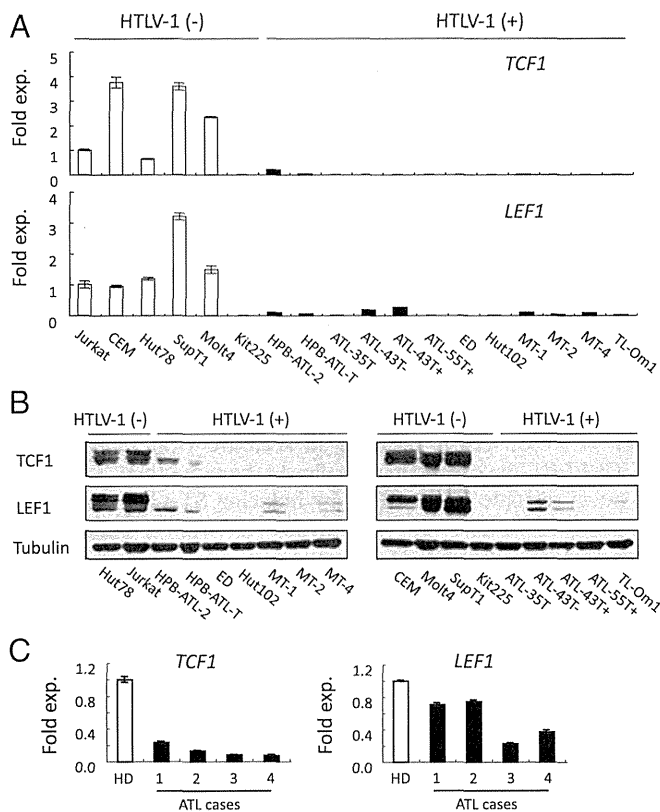 A
HTLV-1 (-)
HTLV-1 (+)
TCF1
Fold exp.
5
4
3
2
1
0
LEF1
Fold exp.
4
3
2
1
0
Jurkat
CEM
Hut78
SupT1
Molt4
Kit225
HPB-ATL-2
HPB-ATL-T
ATL-35T
ATL-43T-
ATL-43T+
ATL-55T+
ED
Hut102
MT-1
MT-2
MT-4
TL-Om1
B
HTLV-1 (-)
HTLV-1 (+)
HTLV-1 (-)
HTLV-1 (+)
TCF1
LEF1
Tubulin
Hut78
Jurkat
HPB-ATL-2
HPB-ATL-T
ED
Hut102
MT-1
MT-2
MT-4
CEM
Molt4
SupT1
Kit225
ATL-35T
ATL-43T-
ATL-43T+
ATL-55T+
TL-Om1
C
TCF1
Fold exp.
1.2
0.8
0.4
0.0
HD
1
2
3
4
ATL cases
LEF1
Fold exp.
1.2
0.8
0.4
0.0
HD
1
2
3
4
ATL cases